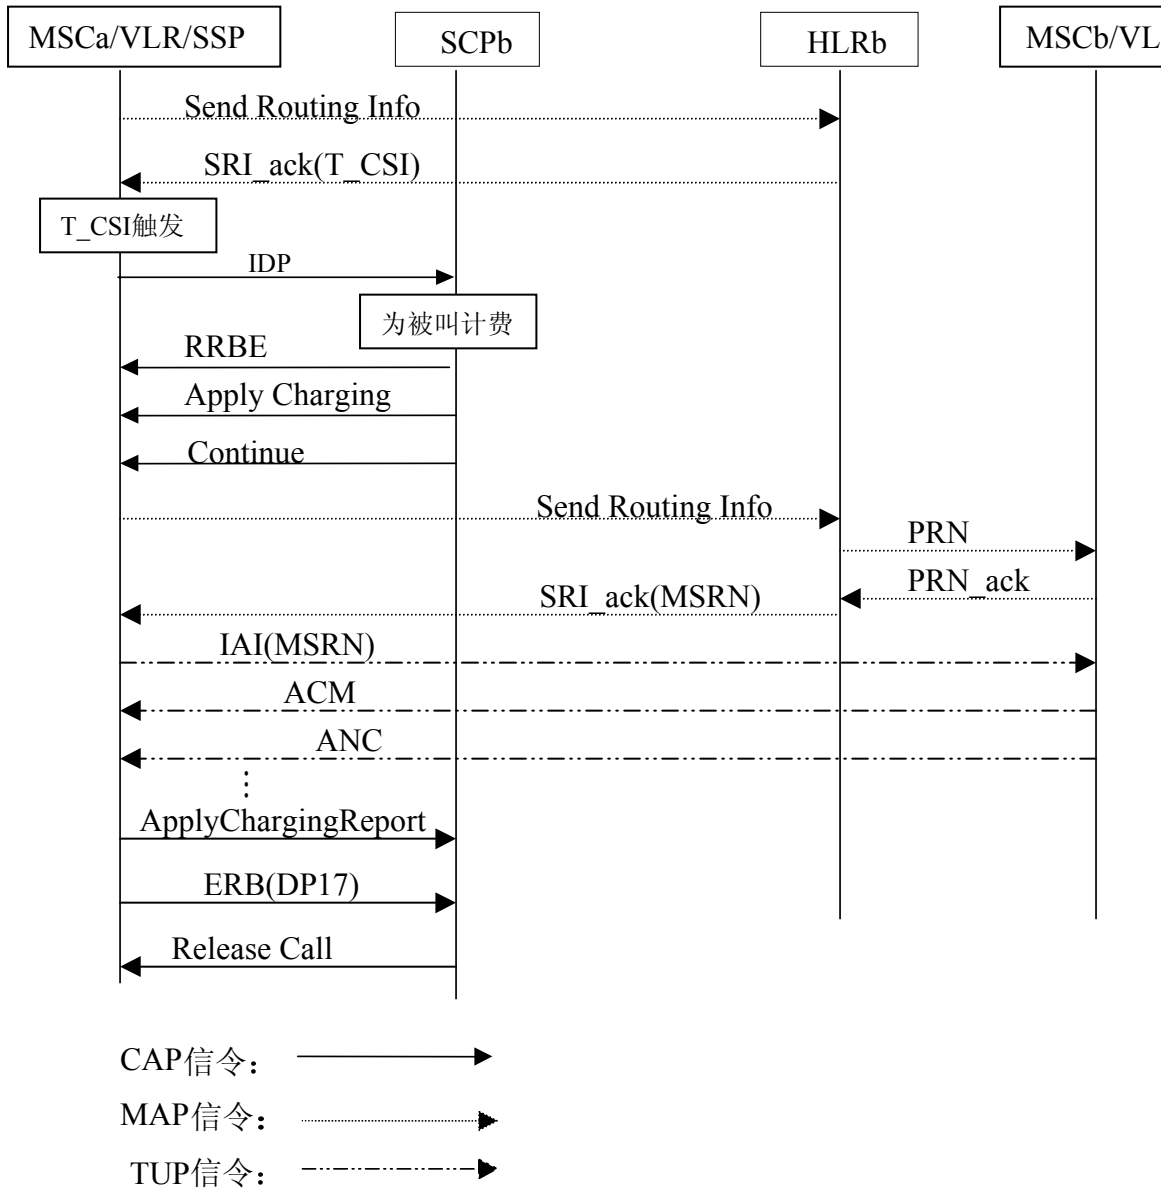 MSCa/VLR/SSP
SCPb
HLRb
MSCb/VL
Send Routing Info
SRI_ack(T_CSI)
T_CSI触发
IDP
为被叫计费
RRBE
Apply Charging
Continue
Send Routing Info
PRN
PRN_ack
SRI_ack(MSRN)
IAI(MSRN)
ACM
ANC
ApplyChargingReport
ERB(DP17)
Release Call
CAP信令：
MAP信令：
TUP信令：